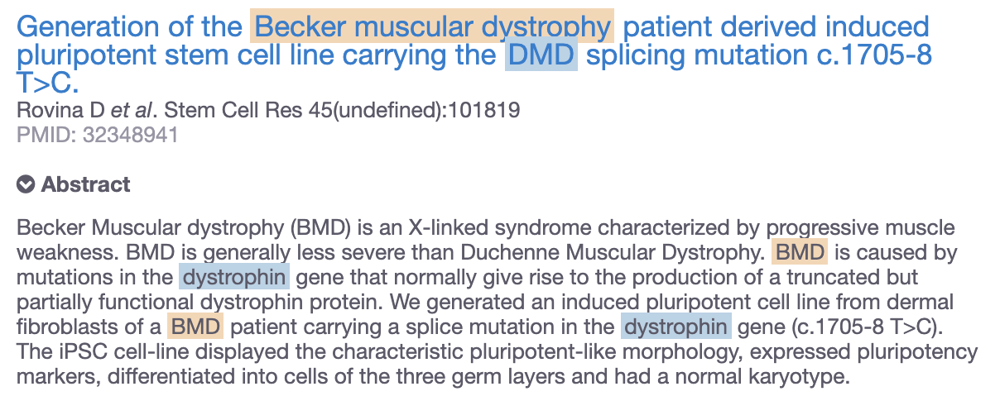 Generation of the Becker muscular dystrophy patient derived induced
pluripotent stem cell line carrying the DMD splicing mutation c.1705-8
T>C.
Rovina D et al. Stem Cell Res 45(undefined):101819
PMID: 32348941
Abstract
Becker Muscular dystrophy (BMD) is an X-linked syndrome characterized by progressive muscle
weakness. BMD is generally less severe than Duchenne Muscular Dystrophy. BMD is caused by
mutations in the dystrophin gene that normally give rise to the production of a truncated but
partially functional dystrophin protein. We generated an induced pluripotent cell line from dermal
fibroblasts of a BMD patient carrying a splice mutation in the dystrophin gene (c.1705-8 T>C).
The iPSC cell-line displayed the characteristic pluripotent-like morphology, expressed pluripotency
markers, differentiated into cells of the three germ layers and had a normal karyotype.